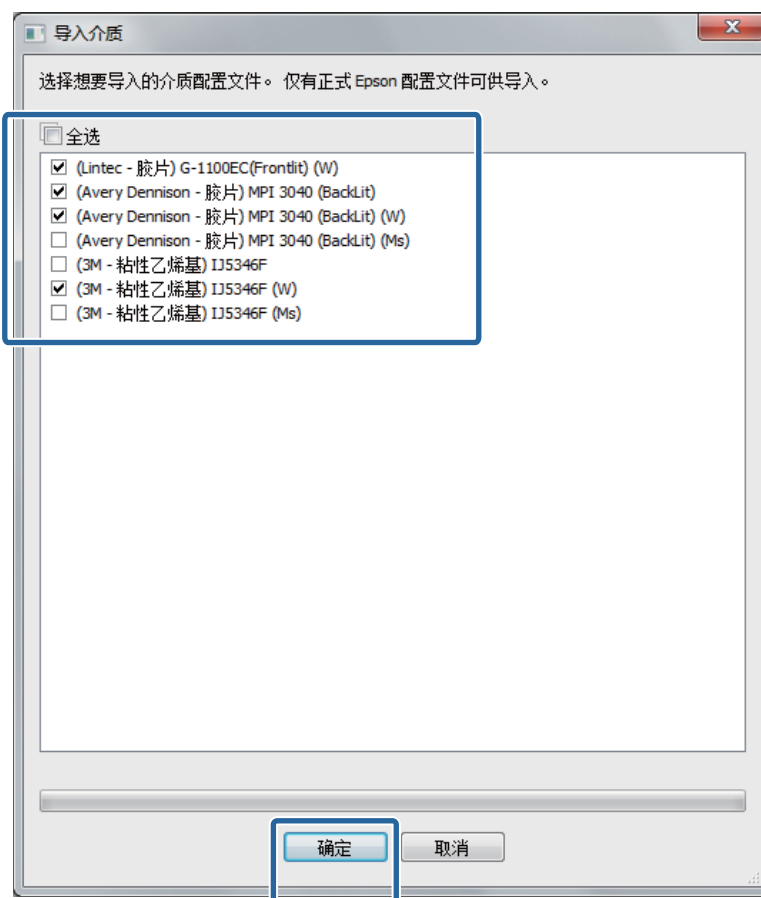 导入介质
选择想要导入的介质配置文件。 仅有正式 Epson 配置文件可供导入。
全选
(Lintec - 胶片) G-1100EC(Frontlit) (W)
(Avery Dennison - 胶片) MPI 3040 (BackLit)
(Avery Dennison - 胶片) MPI 3040 (BackLit) (W)
(Avery Dennison - 胶片) MPI 3040 (BackLit) (Ms)
(3M - 粘性乙烯基) IJ5346F
(3M - 粘性乙烯基) IJ5346F (W)
(3M - 粘性乙烯基) IJ5346F (Ms)
确定 取消